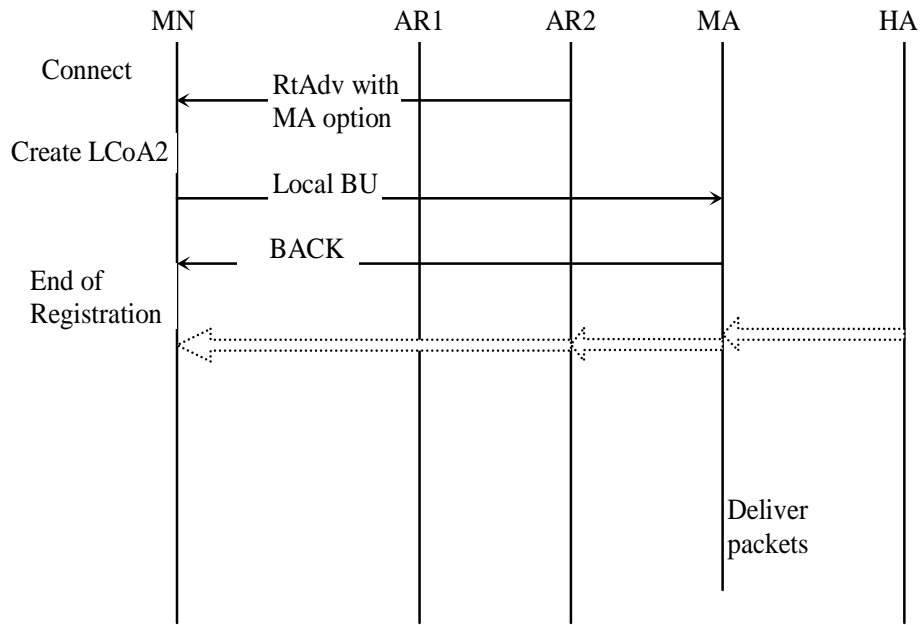 MN
AR1
AR2
MA
HA
Connect
RtAdv with
MA option
Create LCoA2
Local BU
BACK
End of
Registration
Deliver
packets